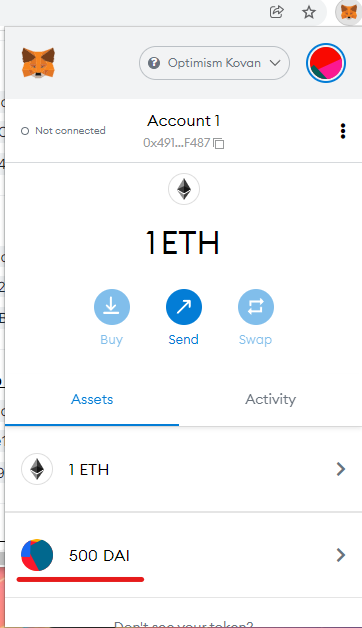 Optimism Kovan
Not connected
Account 1
0x491...F487
1 ETH
Buy
Send
Swap
Assets
Activity
1 ETH
500 DAI
Don't see your token?